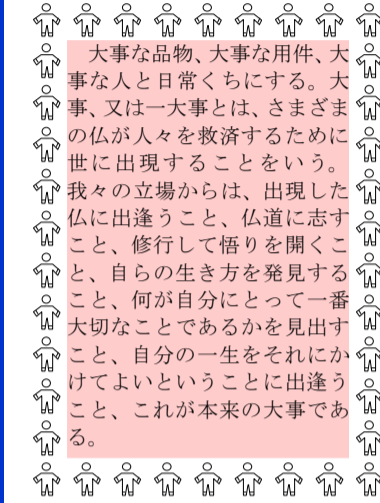 大事な品物、大事な用件、大
事な人と日常くちにする。大
事、又は一大事とは、さまざま
の仏が人々を救済するために
世に出現することをいう。
我々の立場からは、出現した
仏に出逢うこと、仏道に志す
こと、修行して悟りを開くこ
と、自らの生き方を発見する
こと、何が自分にとって一番
大切なことであるかを見出す
こと、自分の一生をそれにか
けてよいということに出逢う
こと、これが本来の大事であ
る。